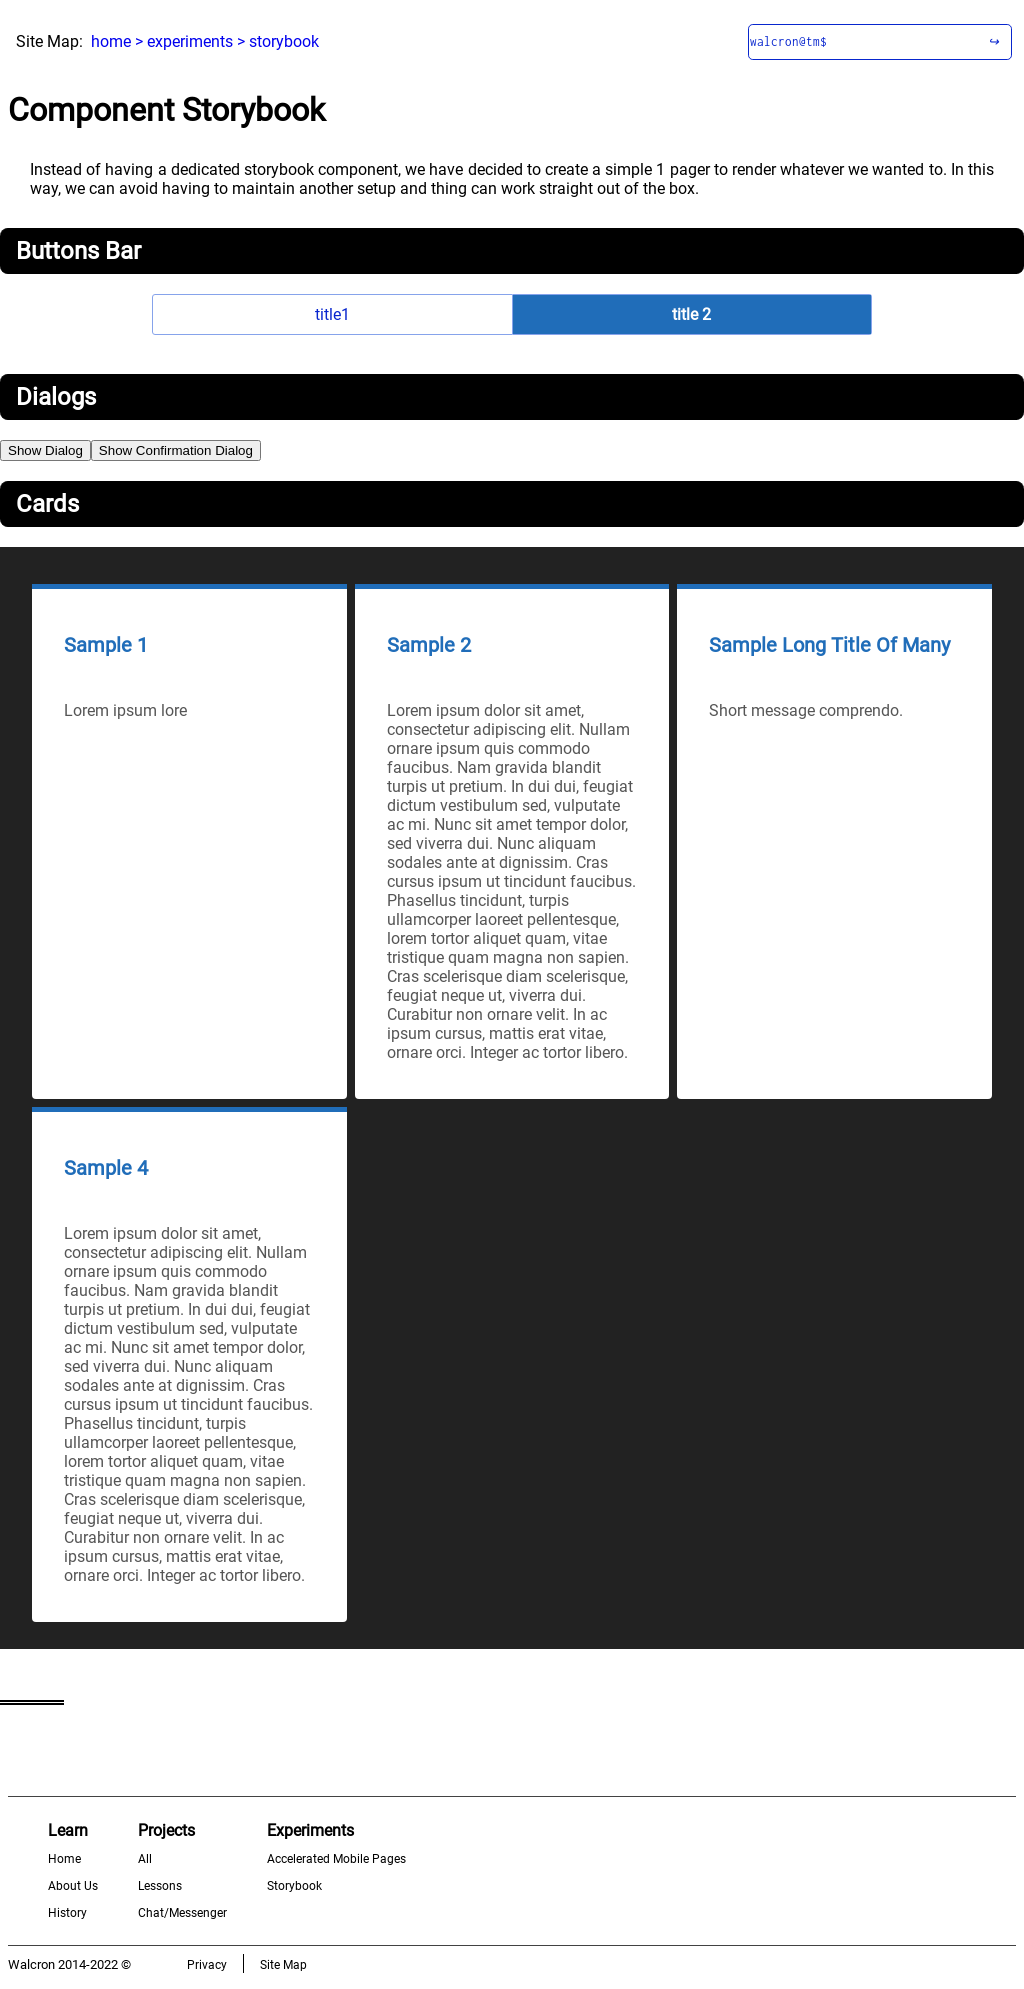 Site Map: home > experiments > storybook
walcron@tm$ ↪
Component Storybook
Instead of having a dedicated storybook component, we have decided to create a simple 1 pager to render whatever we wanted to. In this
way, we can avoid having to maintain another setup and thing can work straight out of the box.
Buttons Bar
title1
title 2
Dialogs
Show Dialog
Show Confirmation Dialog
Cards
Sample 1
Lorem ipsum lore
Sample 2
Lorem ipsum dolor sit amet,
consectetur adipiscing elit. Nullam
ornare ipsum quis commodo
faucibus. Nam gravida blandit
turpis ut pretium. In dui dui, feugiat
dictum vestibulum sed, vulputate
ac mi. Nunc sit amet tempor dolor,
sed viverra dui. Nunc aliquam
sodales ante at dignissim. Cras
cursus ipsum ut tincidunt faucibus.
Phasellus tincidunt, turpis
ullamcorper laoreet pellentesque,
lorem tortor aliquet quam, vitae
tristique quam magna non sapien.
Cras scelerisque diam scelerisque,
feugiat neque ut, viverra dui.
Curabitur non ornare velit. In ac
ipsum cursus, mattis erat vitae,
ornare orci. Integer ac tortor libero.
Sample Long Title Of Many
Short message comprendo.
Sample 4
Lorem ipsum dolor sit amet,
consectetur adipiscing elit. Nullam
ornare ipsum quis commodo
faucibus. Nam gravida blandit
turpis ut pretium. In dui dui, feugiat
dictum vestibulum sed, vulputate
ac mi. Nunc sit amet tempor dolor,
sed viverra dui. Nunc aliquam
sodales ante at dignissim. Cras
cursus ipsum ut tincidunt faucibus.
Phasellus tincidunt, turpis
ullamcorper laoreet pellentesque,
lorem tortor aliquet quam, vitae
tristique quam magna non sapien.
Cras scelerisque diam scelerisque,
feugiat neque ut, viverra dui.
Curabitur non ornare velit. In ac
ipsum cursus, mattis erat vitae,
ornare orci. Integer ac tortor libero.
Learn
Home
About Us
History
Projects
All
Lessons
Chat/Messenger
Experiments
Accelerated Mobile Pages
Storybook
Walcron 2014-2022 ©
Privacy
Site Map